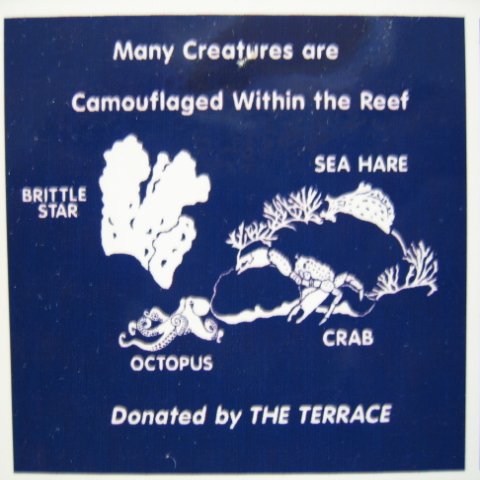 Many Creatures are
Camouflaged Within the Reef
SEA HARE
BRITTLE
STAR
CRAB
OCTOPUS
Donated by THE TERRACE